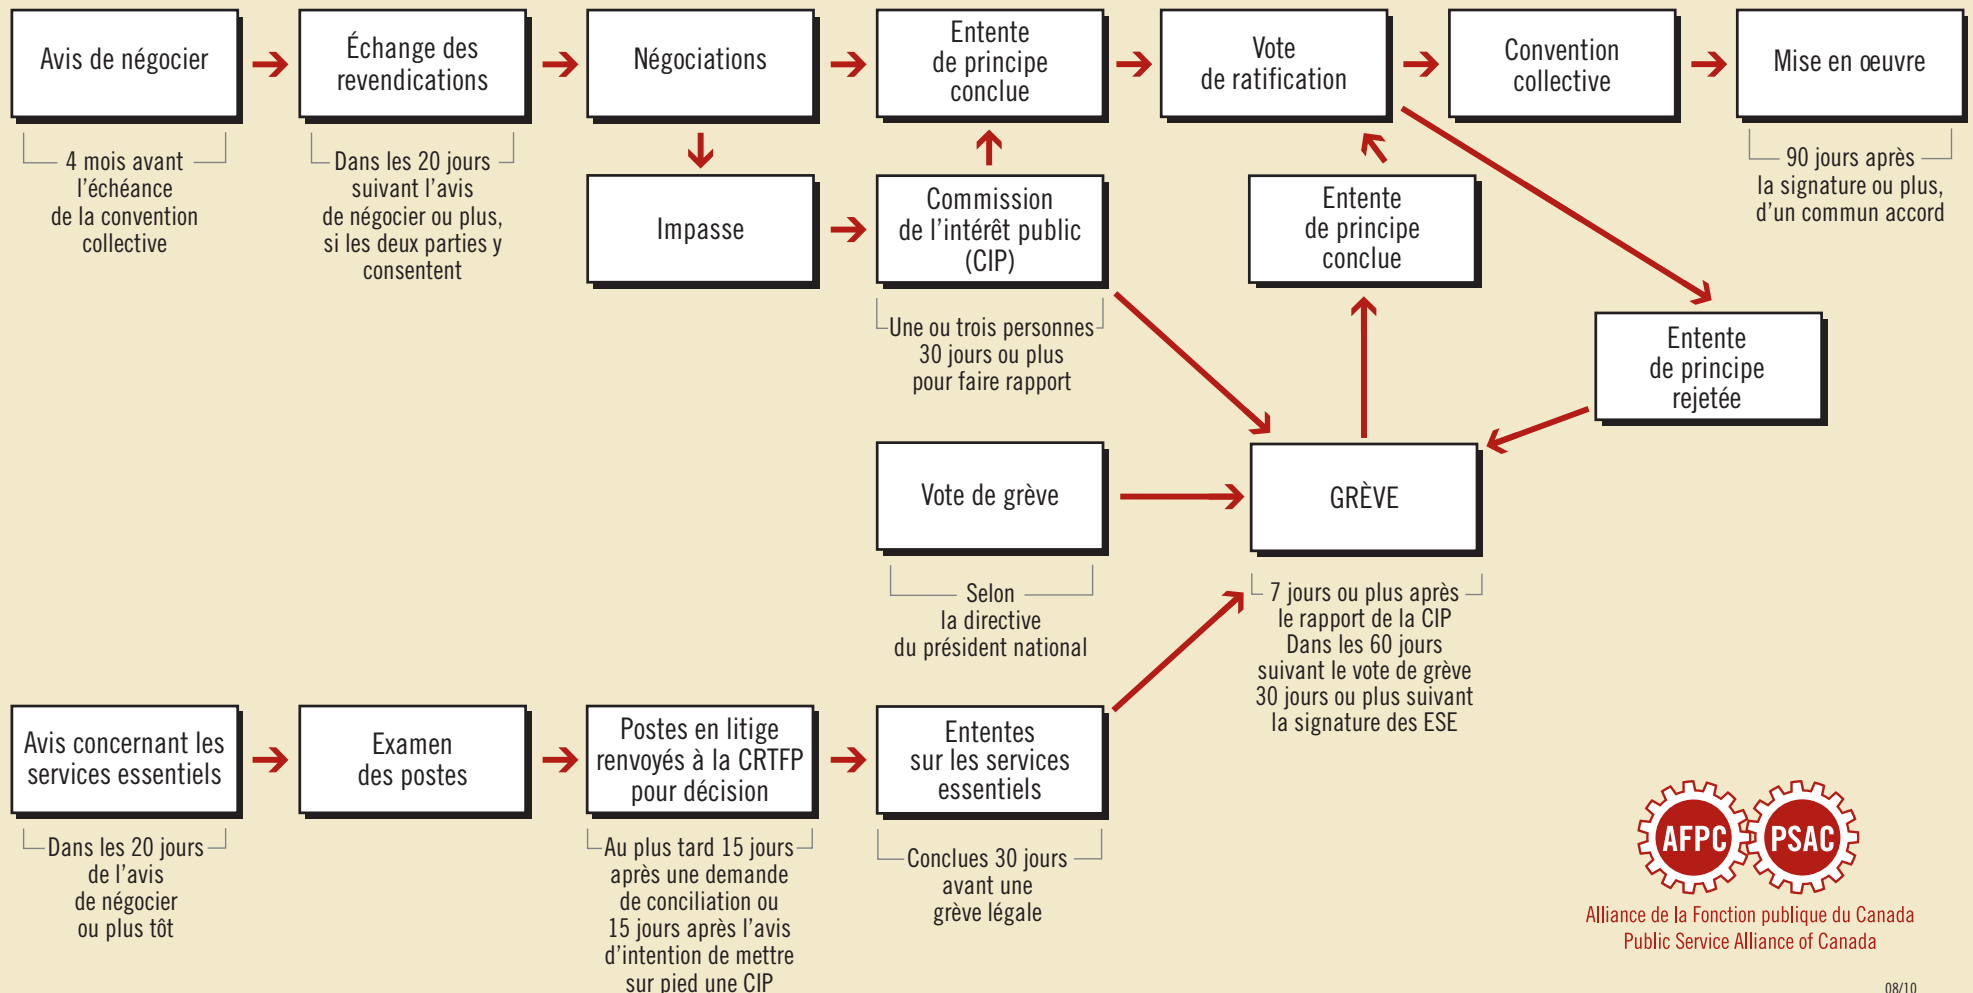 Avis de négocier
4 mois avant
l’échéance
de la convention
collective
Échange des
revendications
Dans les 20 jours
suivant l’avis
de négocier ou plus,
si les deux parties y
consentent
Négociations
Entente
de principe
conclue
Vote
de ratification
Convention
collective
Mise en œuvre
90 jours après
la signature ou plus,
d’un commun accord
Impasse
Commission
de l’intérêt public
(CIP)
Une ou trois personnes
30 jours ou plus
pour faire rapport
Entente
de principe
conclue
Entente
de principe
rejetée
Vote de grève
Selon
la directive
du président national
GRÈVE
7 jours ou plus après
le rapport de la CIP
Dans les 60 jours
suivant le vote de grève
30 jours ou plus suivant
la signature des ESE
Avis concernant les
services essentiels
Dans les 20 jours
de l’avis
de négocier
ou plus tôt
Examen
des postes
Postes en litige
renvoyés à la CRTFP
pour décision
Au plus tard 15 jours
après une demande
de conciliation ou
15 jours après l’avis
d’intention de mettre
sur pied une CIP
Ententes
sur les services
essentiels
Conclues 30 jours
avant une
grève légale
AFPC PSAC
Alliance de la Fonction publique du Canada
Public Service Alliance of Canada
08/10